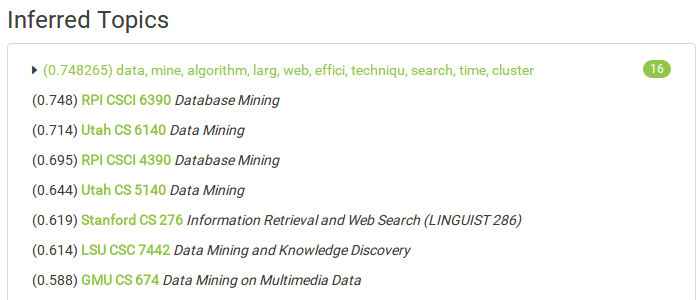 Inferred Topics
(0.748265) data, mine, algorithm, larg, web, effici, techniqu, search, time, cluster 16
(0.748) RPI CSCI 6390 Database Mining
(0.714) Utah CS 6140 Data Mining
(0.695) RPI CSCI 4390 Database Mining
(0.644) Utah CS 5140 Data Mining
(0.619) Stanford CS 276 Information Retrieval and Web Search (LINGUIST 286)
(0.614) LSU CSC 7442 Data Mining and Knowledge Discovery
(0.588) GMU CS 674 Data Mining on Multimedia Data